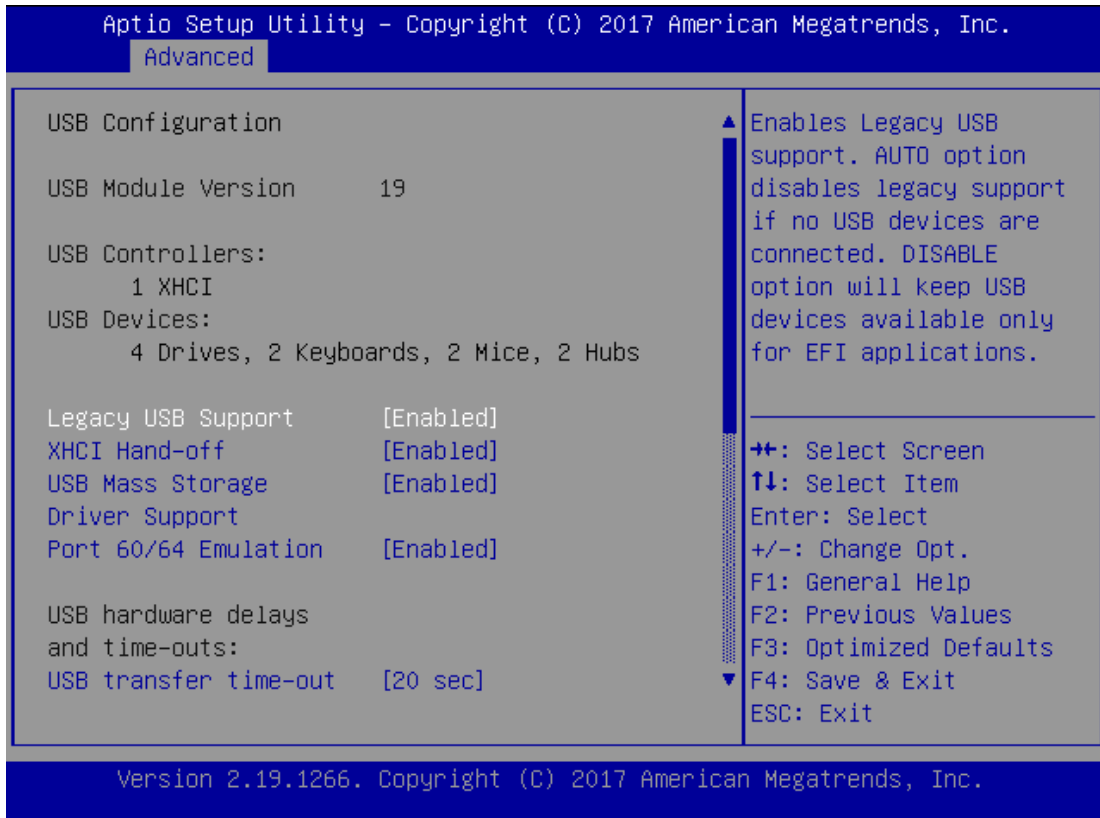 Aptio Setup Utility – Copyright (C) 2017 American Megatrends, Inc.
Advanced
USB Configuration
USB Module Version 19
USB Controllers:
1 XHCI
USB Devices:
4 Drives, 2 Keyboards, 2 Mice, 2 Hubs
Legacy USB Support [Enabled]
XHCI Hand-off [Enabled]
USB Mass Storage [Enabled]
Driver Support
Port 60/64 Emulation [Enabled]
USB hardware delays
and time-outs:
USB transfer time-out [20 sec]
Enables Legacy USB
support. AUTO option
disables legacy support
if no USB devices are
connected. DISABLE
option will keep USB
devices available only
for EFI applications.
→←: Select Screen
↑↓: Select Item
Enter: Select
+/-: Change Opt.
F1: General Help
F2: Previous Values
F3: Optimized Defaults
F4: Save & Exit
ESC: Exit
Version 2.19.1266. Copyright (C) 2017 American Megatrends, Inc.